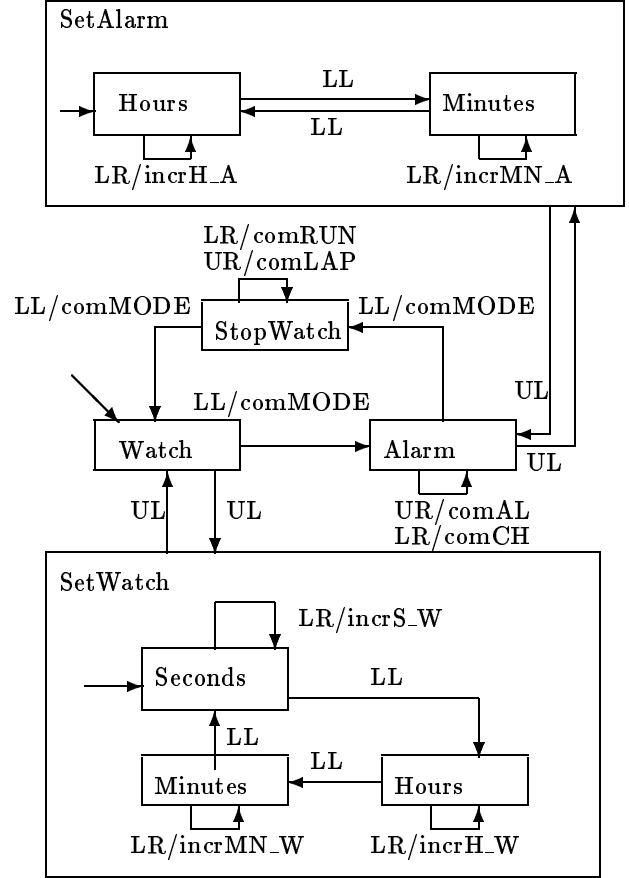 SetAlarm
LL
Hours
Minutes
LL
LR/incrH_A
LR/incrMN_A
LR/comRUN
UR/comLAP
LL/comMODE
LL/comMODE
StopWatch
UL
LL/comMODE
Watch
Alarm
UL
UL
UL
UR/comAL
LR/comCH
SetWatch
LR/incrS_W
Seconds
LL
LL
LL
Minutes
Hours
LR/incrMN_W
LR/incrH_W